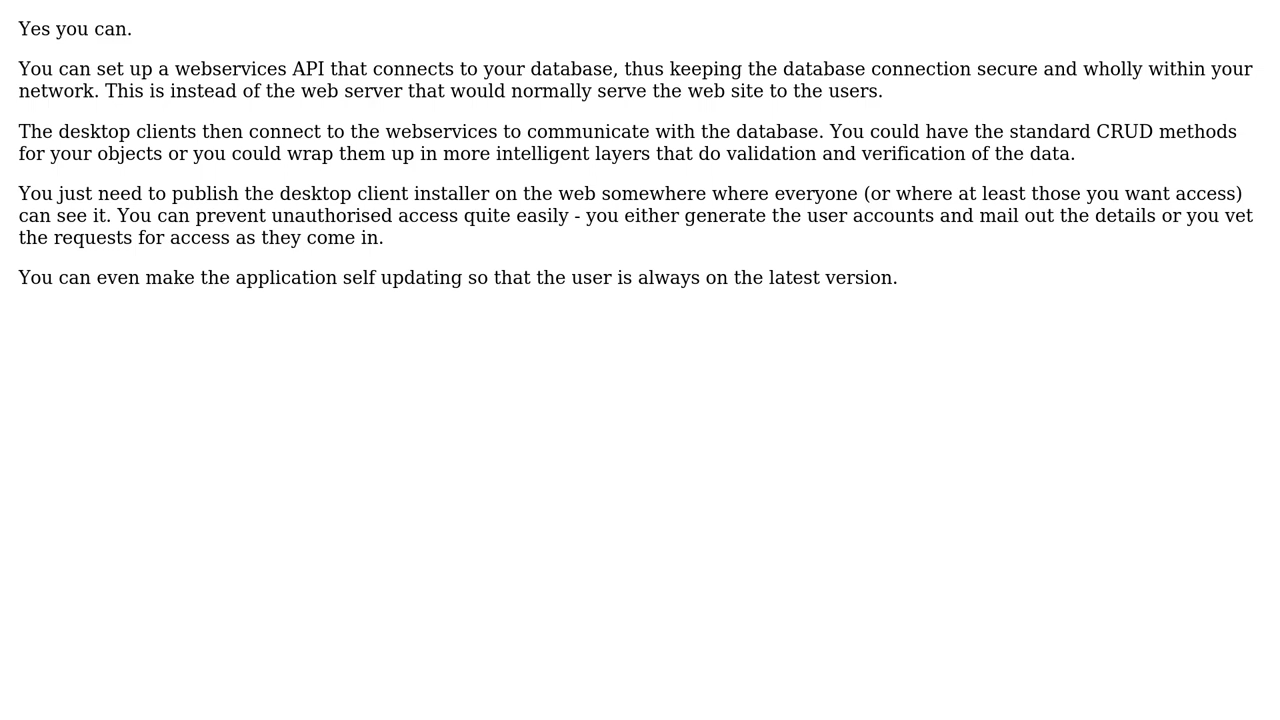 Yes you can.
You can set up a webservices API that connects to your database, thus keeping the database connection secure and wholly within your
network. This is instead of the web server that would normally serve the web site to the users.
The desktop clients then connect to the webservices to communicate with the database. You could have the standard CRUD methods
for your objects or you could wrap them up in more intelligent layers that do validation and verification of the data.
You just need to publish the desktop client installer on the web somewhere where everyone (or where at least those you want access)
can see it. You can prevent unauthorised access quite easily - you either generate the user accounts and mail out the details or you vet
the requests for access as they come in.
You can even make the application self updating so that the user is always on the latest version.